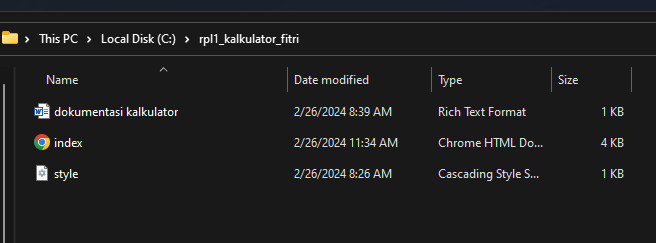 This PC > Local Disk (C:) > rpl1_kalkulator_fitri
Name Date modified Type Size
dokumentasi kalkulator 2/26/2024 8:39 AM Rich Text Format 1 KB
index 2/26/2024 11:34 AM Chrome HTML Do... 4 KB
style 2/26/2024 8:26 AM Cascading Style S... 1 KB